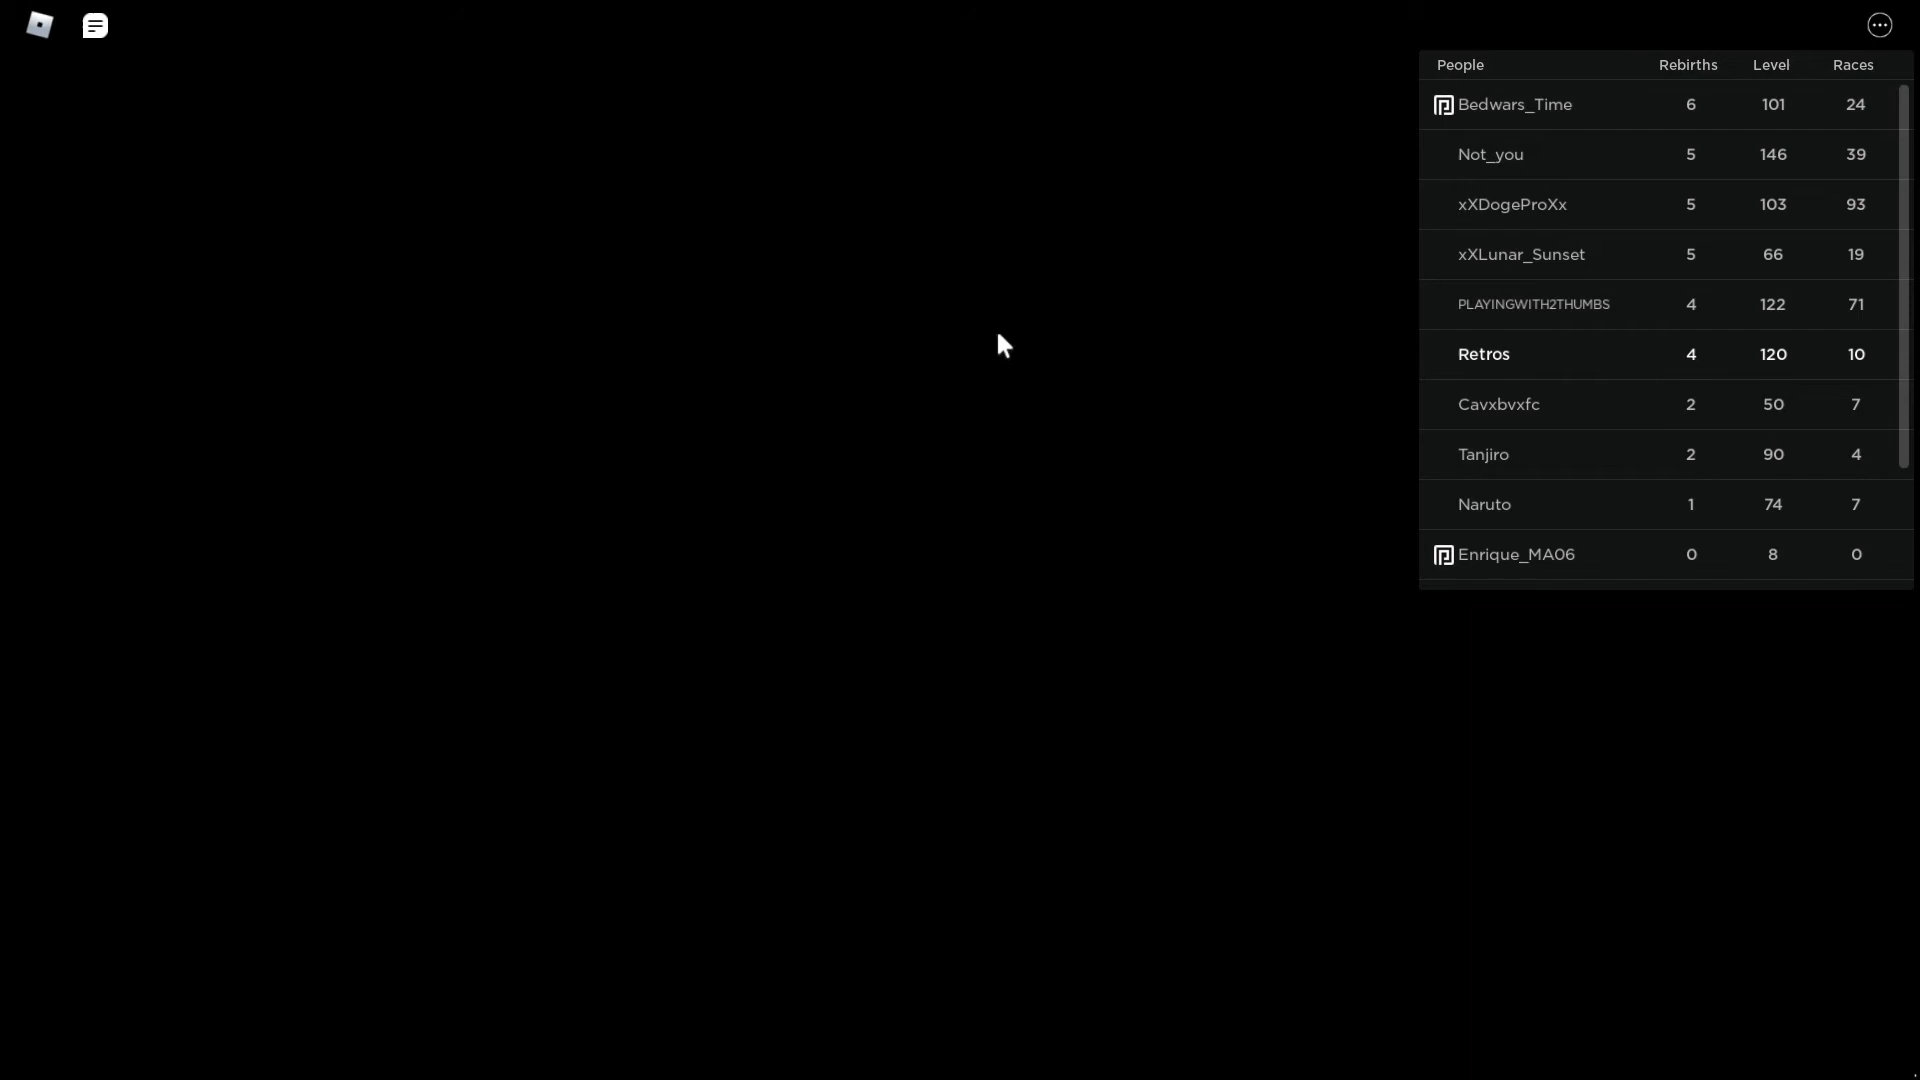 People Rebirths Level Races
Bedwars_Time 6 101 24
Not_you 5 146 39
xXDogeProXx 5 103 93
xXLunar_Sunset 5 66 19
PLAYINGWITH2THUMBS 4 122 71
Retros 4 120 10
Cavxbvxfc 2 50 7
Tanjiro 2 90 4
Naruto 1 74 7
Enrique_MA06 0 8 0